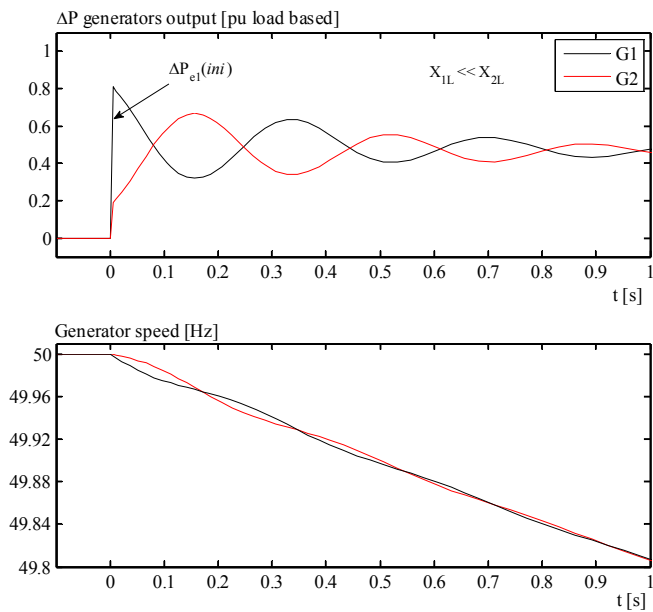 ΔP generators output [pu load based]
1
0.8
0.6
0.4
0.2
0
ΔP_e1(ini)
X_1L << X_2L
G1
G2
0 0.1 0.2 0.3 0.4 0.5 0.6 0.7 0.8 0.9 1
t [s]
Generator speed [Hz]
50
49.96
49.92
49.88
49.84
49.8
0 0.1 0.2 0.3 0.4 0.5 0.6 0.7 0.8 0.9 1
t [s]